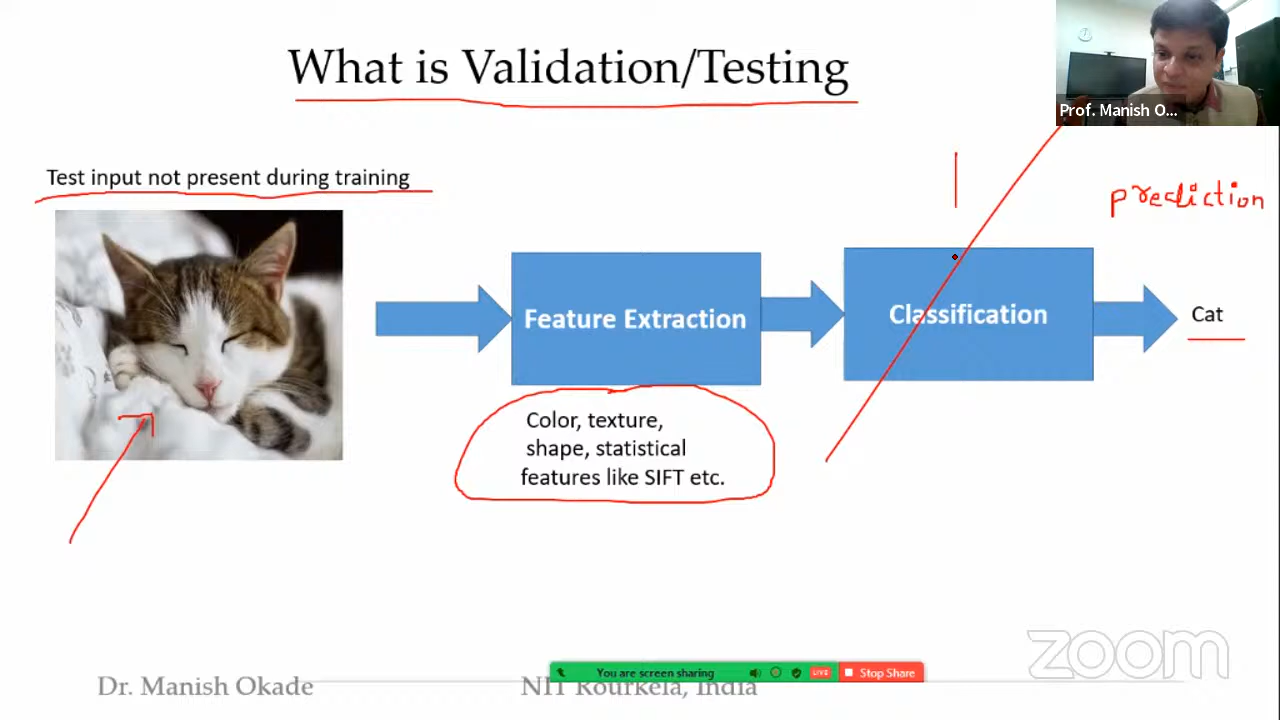 What is Validation/Testing
Prof. Manish O...
Test input not present during training
prediction
Feature Extraction
Classification
Cat
Color, texture,
shape, statistical
features like SIFT etc.
zoom
You are screen sharing
LIVE
Stop Share
Dr. Manish Okade
NIT Rourkela, India